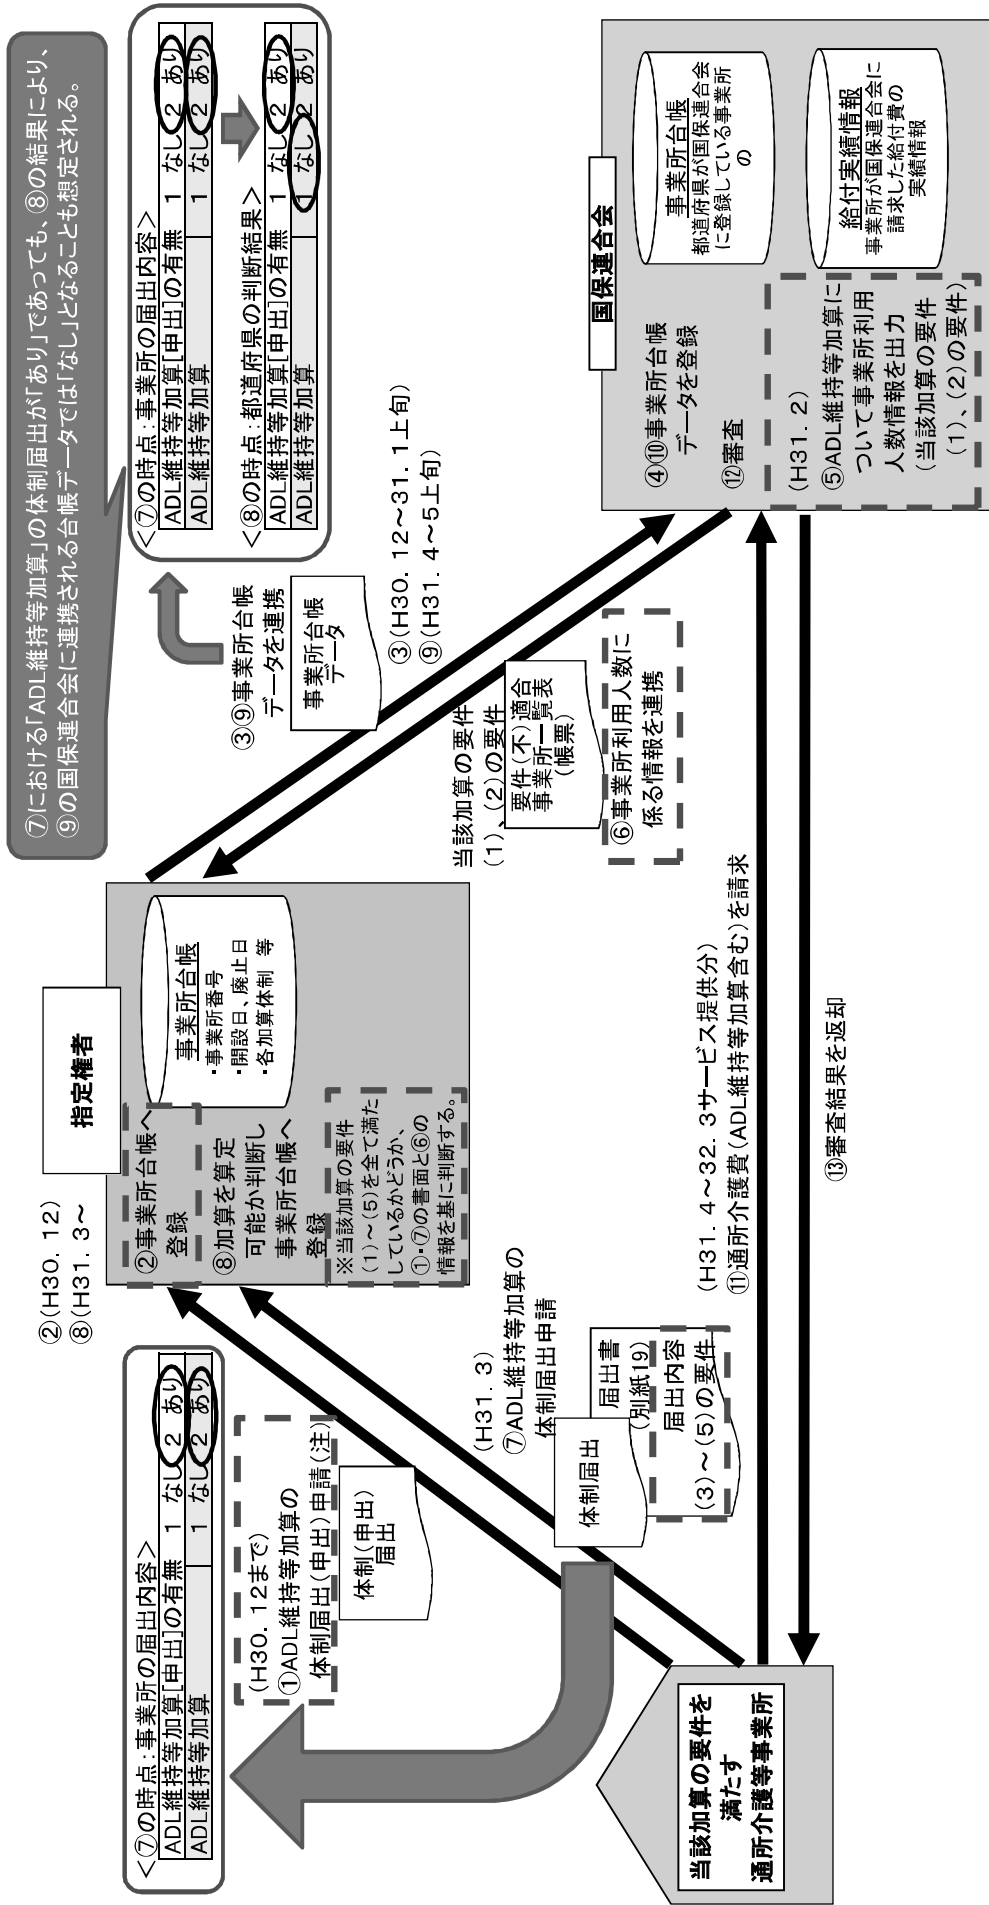 ⑦における「ADL維持等加算」の体制届出が「あり」であっても、⑧の結果により、
⑨の国保連合会に連携される台帳データでは「なし」となることも想定される。
＜⑦の時点：事業所の届出内容＞
ADL維持等加算[申出]の有無 1 なし 2 あり
ADL維持等加算 1 なし 2 あり
＜⑦の時点：事業所の届出内容＞
ADL維持等加算[申出]の有無 1 なし 2 あり
ADL維持等加算 1 なし 2 あり
＜⑧の時点：都道府県の判断結果＞
ADL維持等加算[申出]の有無 1 なし 2 あり
ADL維持等加算 1 なし 2 あり
②(H30．12)
⑧(H31．3～
指定権者
②事業所台帳へ
登録
⑧加算を算定
可能か判断し
事業所台帳へ
登録
※当該加算の要件
(1)～(5)を全て満た
しているかどうか、
①・⑦の書面と⑥の
情報を基に判断する。
事業所台帳
・事業所番号
・開設日、廃止日
・各加算体制 等
③⑨事業所台帳
データを連携
事業所台帳
データ
③(H30．12～31．1上旬)
⑨(H31．4～5上旬)
当該加算の要件
(1)、(2)の要件
要件(不)適合
事業所一覧表
(帳票)
⑥事業所利用人数に
係る情報を連携
国保連合会
④⑩事業所台帳
データを登録
⑫審査
(H31．2)
⑤ADL維持等加算に
ついて事業所利用
人数情報を出力
(当該加算の要件
(1)、(2)の要件)
事業所台帳
都道府県が国保連合会
に登録している事業所
の
給付実績情報
事業所が国保連合会に
請求した給付費の
実績情報
(H30．12まで)
①ADL維持等加算の
体制届出(申出)申請(注)
体制(申出)
届出
(H31．3)
⑦ADL維持等加算の
体制届出申請
体制届出
届出書
(別紙19)
届出内容
(3)～(5)の要件
(H31．4～32．3サービス提供分)
⑪通所介護費(ADL維持等加算含む)を請求
⑬審査結果を返却
当該加算の要件を
満たす
通所介護等事業所